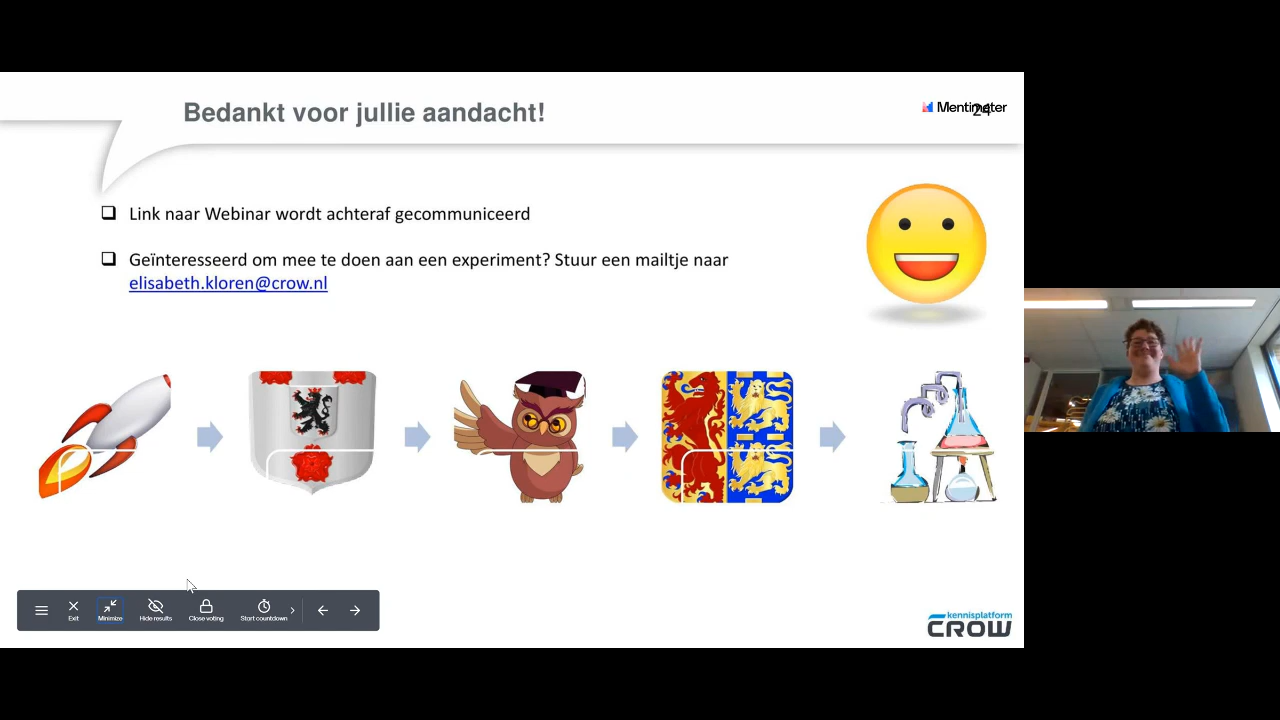 Bedankt voor jullie aandacht!
Mentimeter
24
❑ Link naar Webinar wordt achteraf gecommuniceerd
❑ Geïnteresseerd om mee te doen aan een experiment? Stuur een mailtje naar
elisabeth.kloren@crow.nl
Exit
Minimize
Hide results
Close voting
Start countdown
kennisplatform
CROW